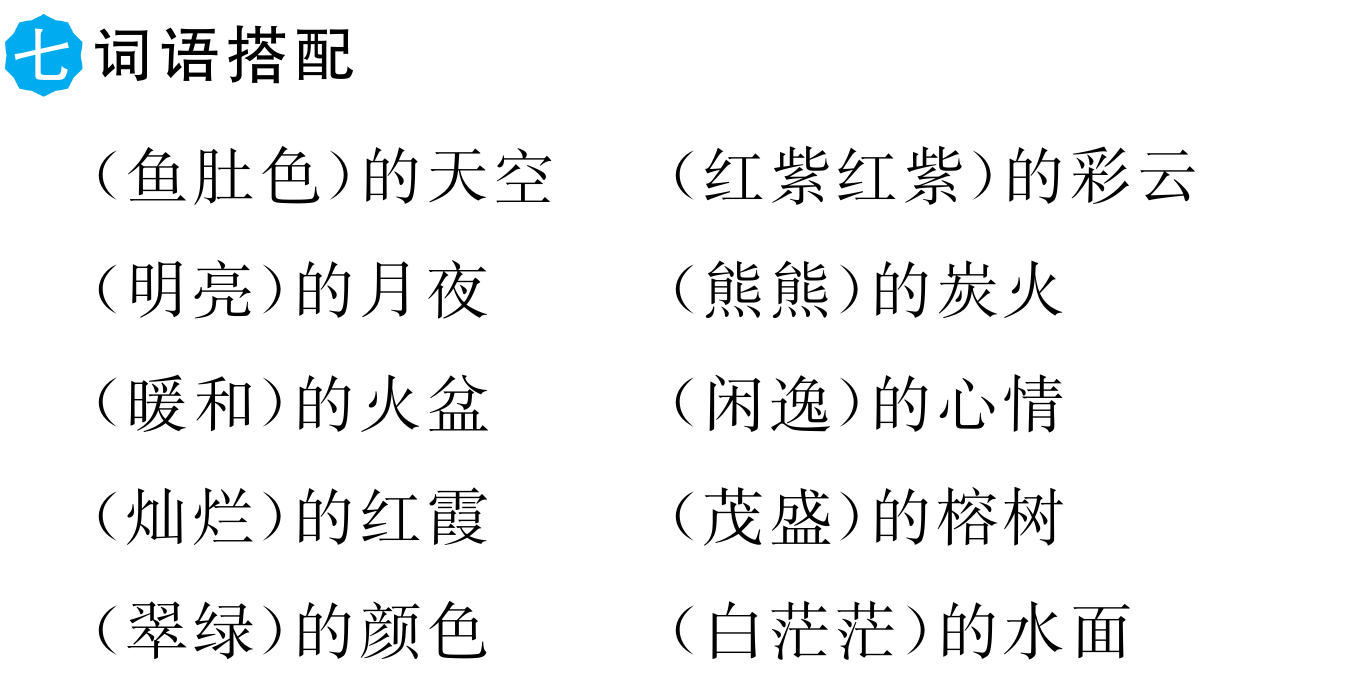 七 词语搭配
（鱼肚色）的天空 （红紫红紫）的彩云
（明亮）的月夜 （熊熊）的炭火
（暖和）的火盆 （闲逸）的心情
（灿烂）的红霞 （茂盛）的榕树
（翠绿）的颜色 （白茫茫）的水面